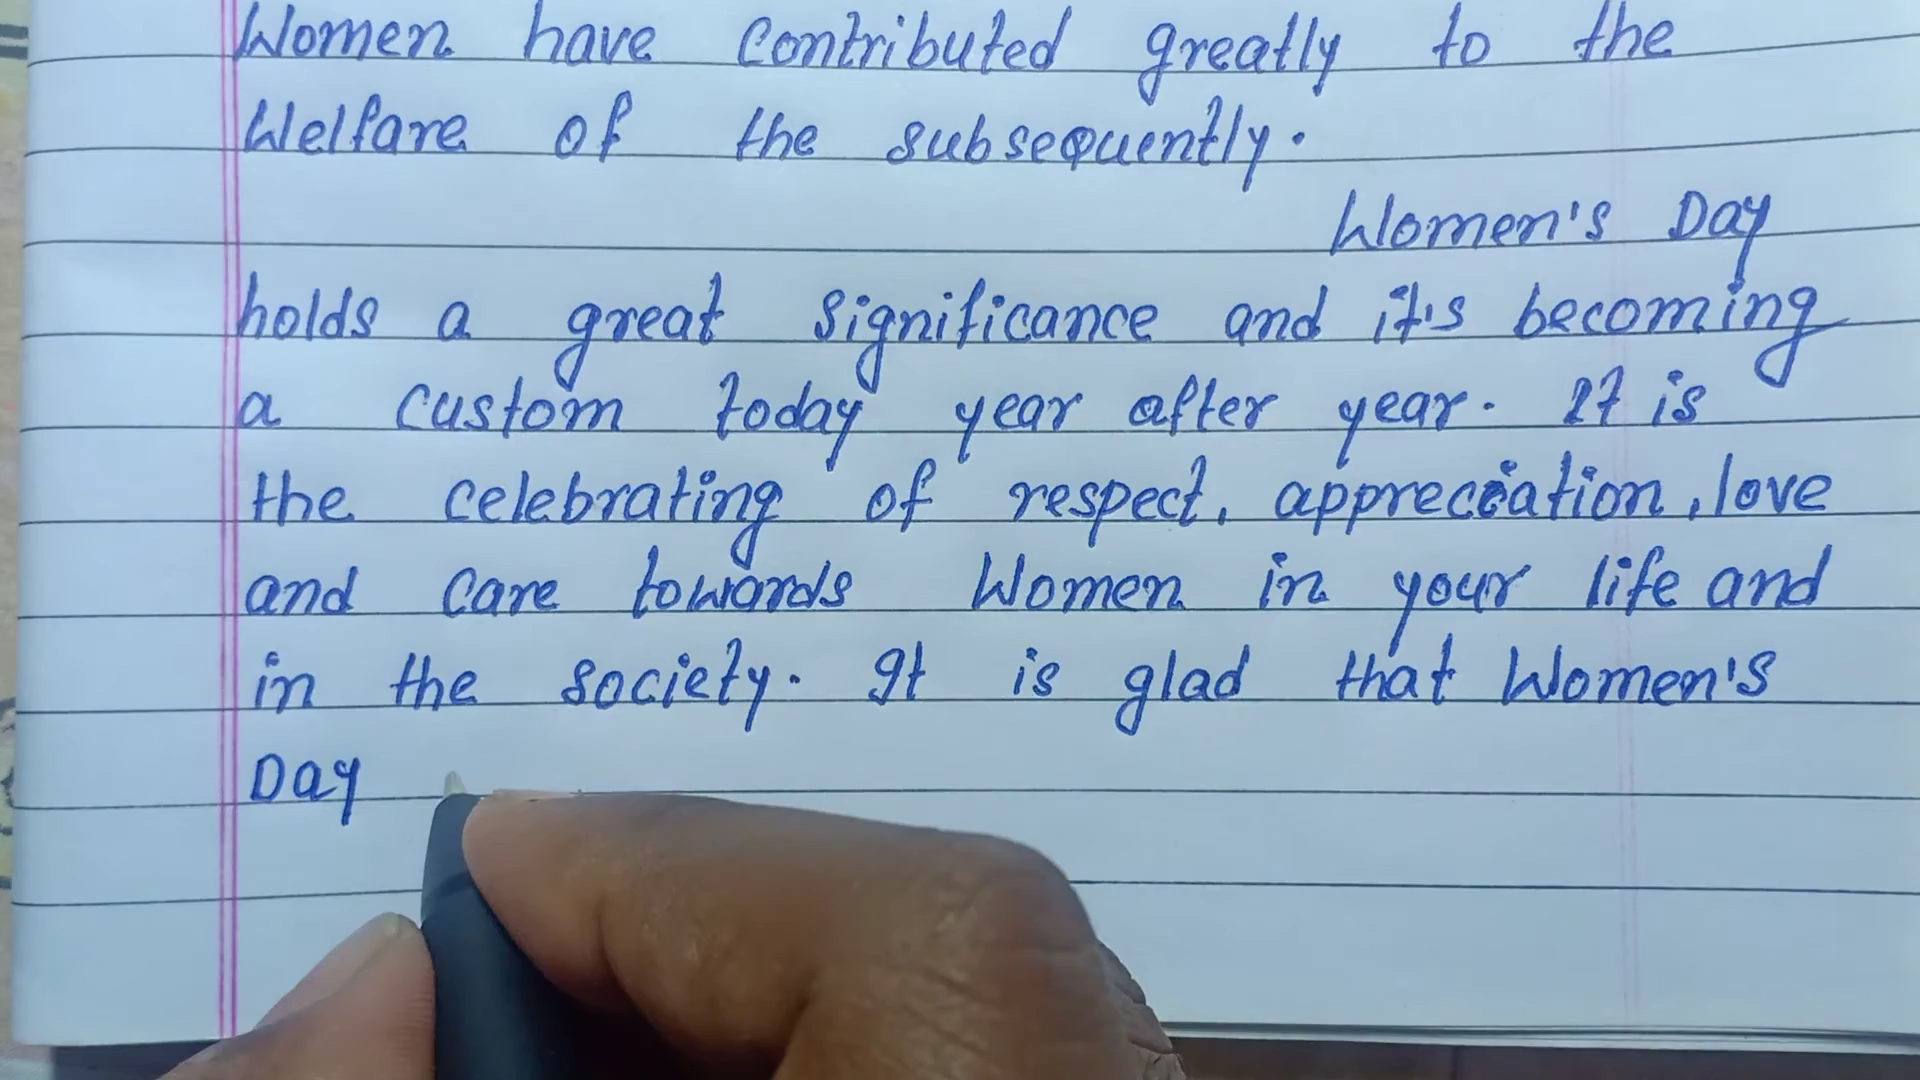 Women have contributed greatly to the
Welfare of the subsequently.
Women's Day
holds a great significance and it's becoming
a custom today year after year. It is
the celebrating of respect, appreciation, love
and care towards Women in your life and
in the society. It is glad that Women's
Day